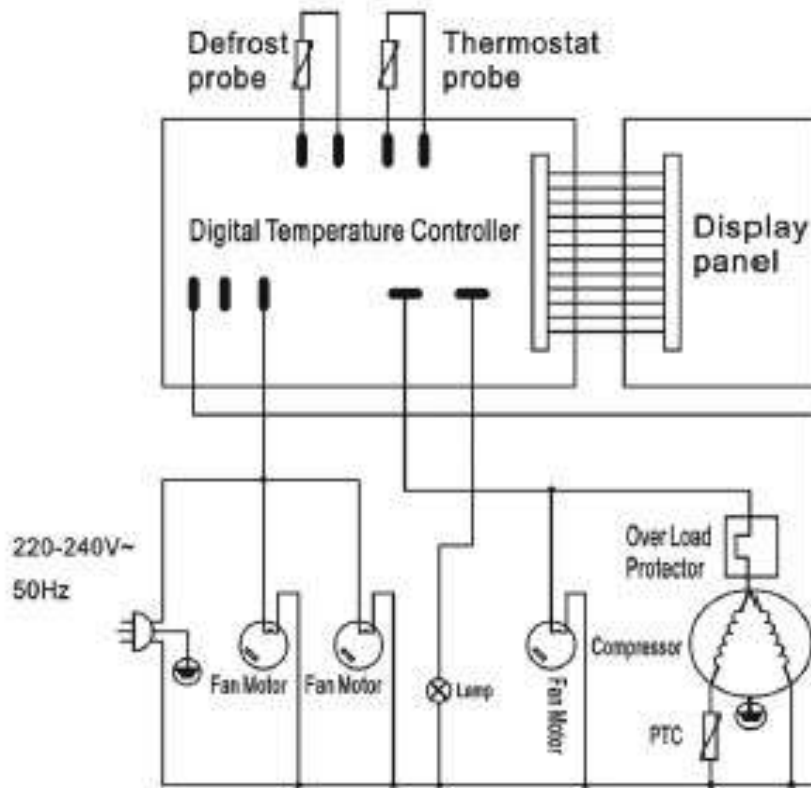 Defrost
probe
Thermostat
probe
Digital Temperature Controller
Display
panel
220-240V~
50Hz
Over Load
Protector
Compressor
Fan Motor
Fan Motor
Lamp
Fan Motor
PTC